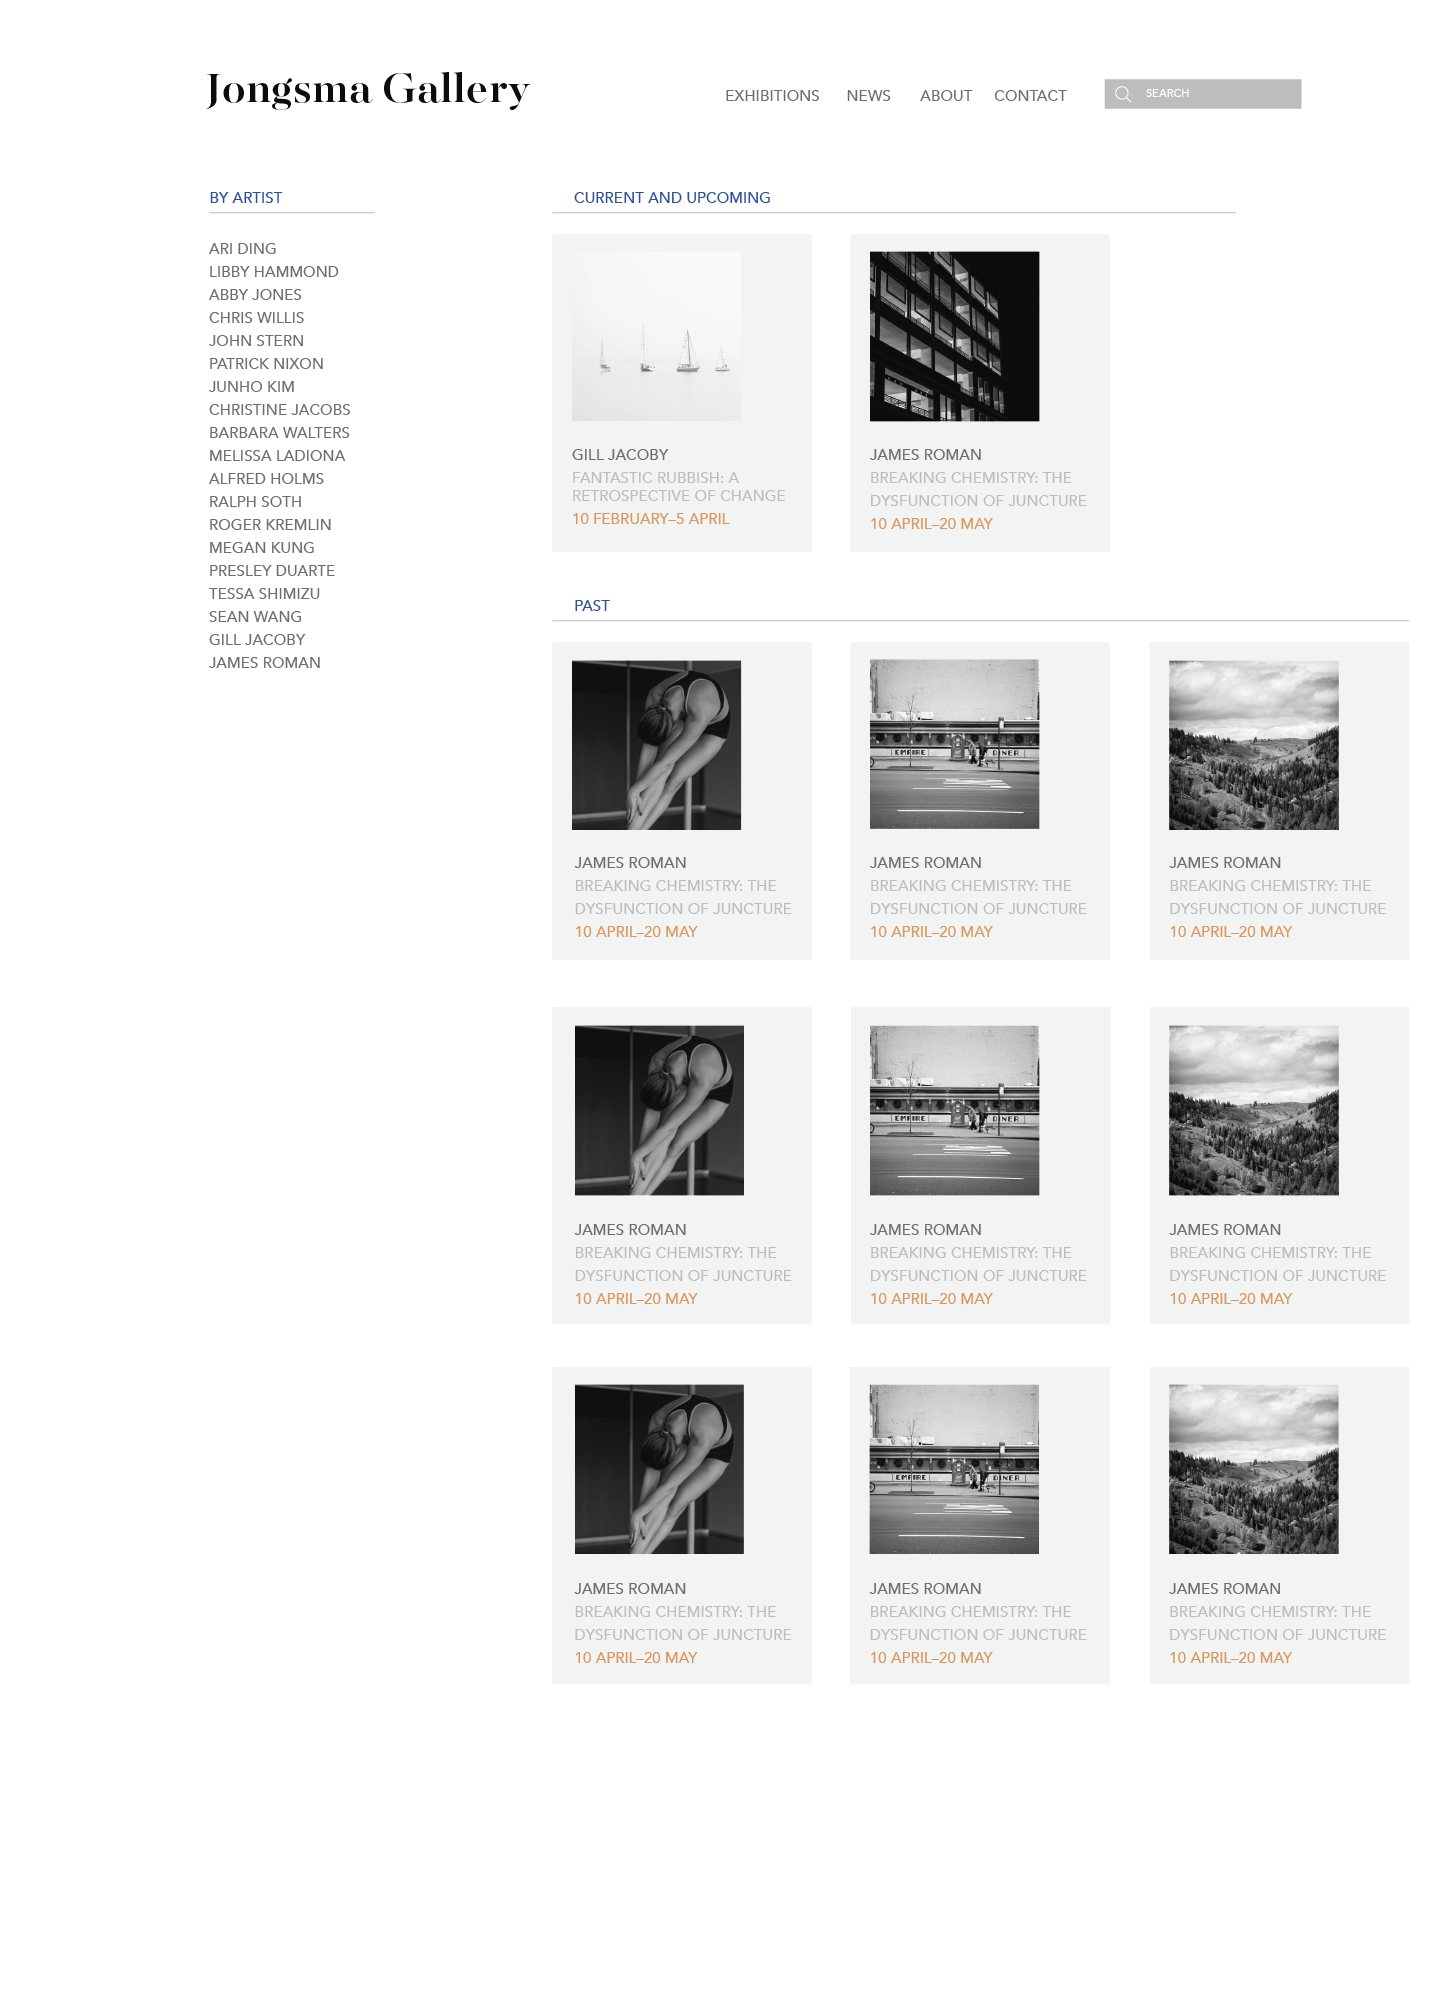 Jongsma Gallery
EXHIBITIONS NEWS ABOUT CONTACT SEARCH
BY ARTIST
ARI DING
LIBBY HAMMOND
ABBY JONES
CHRIS WILLIS
JOHN STERN
PATRICK NIXON
JUNHO KIM
CHRISTINE JACOBS
BARBARA WALTERS
MELISSA LADIONA
ALFRED HOLMS
RALPH SOTH
ROGER KREMLIN
MEGAN KUNG
PRESLEY DUARTE
TESSA SHIMIZU
SEAN WANG
GILL JACOBY
JAMES ROMAN
CURRENT AND UPCOMING
GILL JACOBY
FANTASTIC RUBBISH: A
RETROSPECTIVE OF CHANGE
10 FEBRUARY–5 APRIL
JAMES ROMAN
BREAKING CHEMISTRY: THE
DYSFUNCTION OF JUNCTURE
10 APRIL–20 MAY
PAST
JAMES ROMAN
BREAKING CHEMISTRY: THE
DYSFUNCTION OF JUNCTURE
10 APRIL–20 MAY
EMPIRE DINER
JAMES ROMAN
BREAKING CHEMISTRY: THE
DYSFUNCTION OF JUNCTURE
10 APRIL–20 MAY
JAMES ROMAN
BREAKING CHEMISTRY: THE
DYSFUNCTION OF JUNCTURE
10 APRIL–20 MAY
JAMES ROMAN
BREAKING CHEMISTRY: THE
DYSFUNCTION OF JUNCTURE
10 APRIL–20 MAY
EMPIRE DINER
JAMES ROMAN
BREAKING CHEMISTRY: THE
DYSFUNCTION OF JUNCTURE
10 APRIL–20 MAY
JAMES ROMAN
BREAKING CHEMISTRY: THE
DYSFUNCTION OF JUNCTURE
10 APRIL–20 MAY
JAMES ROMAN
BREAKING CHEMISTRY: THE
DYSFUNCTION OF JUNCTURE
10 APRIL–20 MAY
EMPIRE DINER
JAMES ROMAN
BREAKING CHEMISTRY: THE
DYSFUNCTION OF JUNCTURE
10 APRIL–20 MAY
JAMES ROMAN
BREAKING CHEMISTRY: THE
DYSFUNCTION OF JUNCTURE
10 APRIL–20 MAY